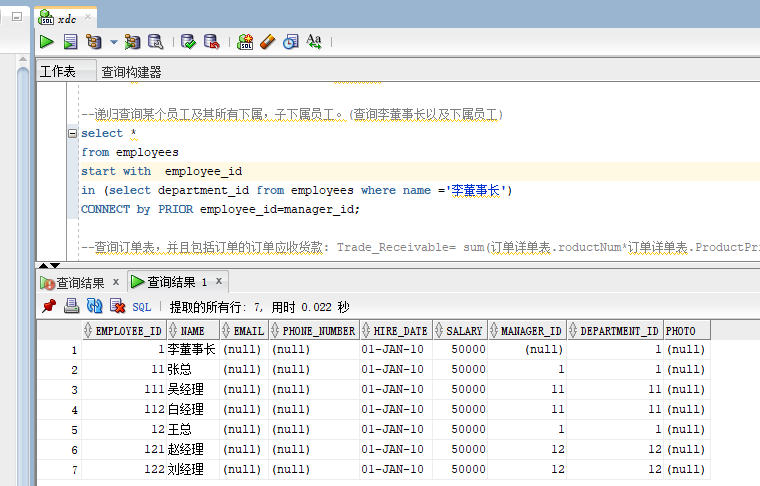 xdc
工作表 查询构建器
--递归查询某个员工及其所有下属，子下属员工。(查询李董事长以及下属员工)
select *
from employees
start with  employee_id
in (select department_id from employees where name ='李董事长')
CONNECT by PRIOR employee_id=manager_id;
--查询订单表，并且包括订单的订单应收货款: Trade_Receivable= sum(订单详单表.roductNum*订单详单表.ProductPri
查询结果 × 查询结果 1 ×
SQL | 提取的所有行: 7, 用时 0.022 秒
EMPLOYEE_ID NAME EMAIL PHONE_NUMBER HIRE_DATE SALARY MANAGER_ID DEPARTMENT_ID PHOTO
1 1 李董事长 (null) (null) 01-JAN-10 50000 (null) 1 (null)
2 11 张总 (null) (null) 01-JAN-10 50000 1 1 (null)
3 111 吴经理 (null) (null) 01-JAN-10 50000 11 11 (null)
4 112 白经理 (null) (null) 01-JAN-10 50000 11 11 (null)
5 12 王总 (null) (null) 01-JAN-10 50000 1 1 (null)
6 121 赵经理 (null) (null) 01-JAN-10 50000 12 12 (null)
7 122 刘经理 (null) (null) 01-JAN-10 50000 12 12 (null)